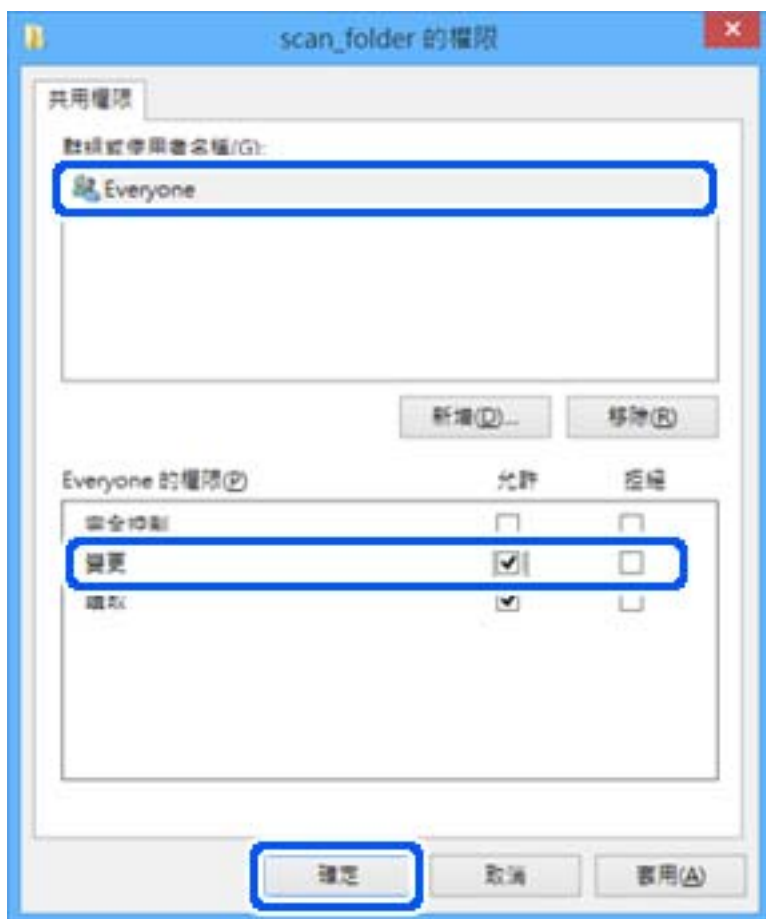 scan_folder 的權限
共用權限
群組或使用者名稱(G):
Everyone
新增(D)... 移除(R)
Everyone 的權限(P) 允許 拒絕
完全控制
變更
讀取
確定 取消 套用(A)